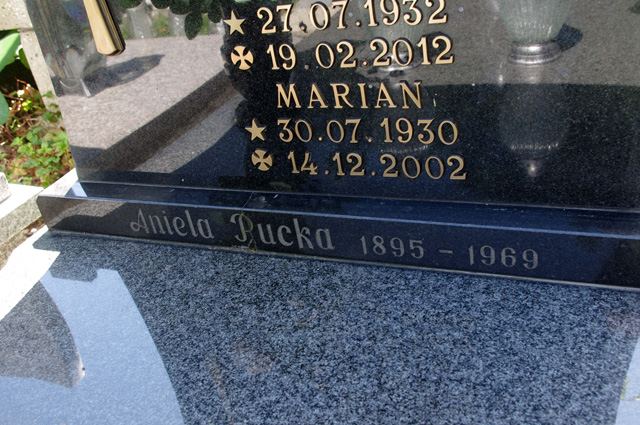 ★ 27.07.1932
✠ 19.02.2012
MARIAN
★ 30.07.1930
✠ 14.12.2002
Aniela Pucka 1895 - 1969